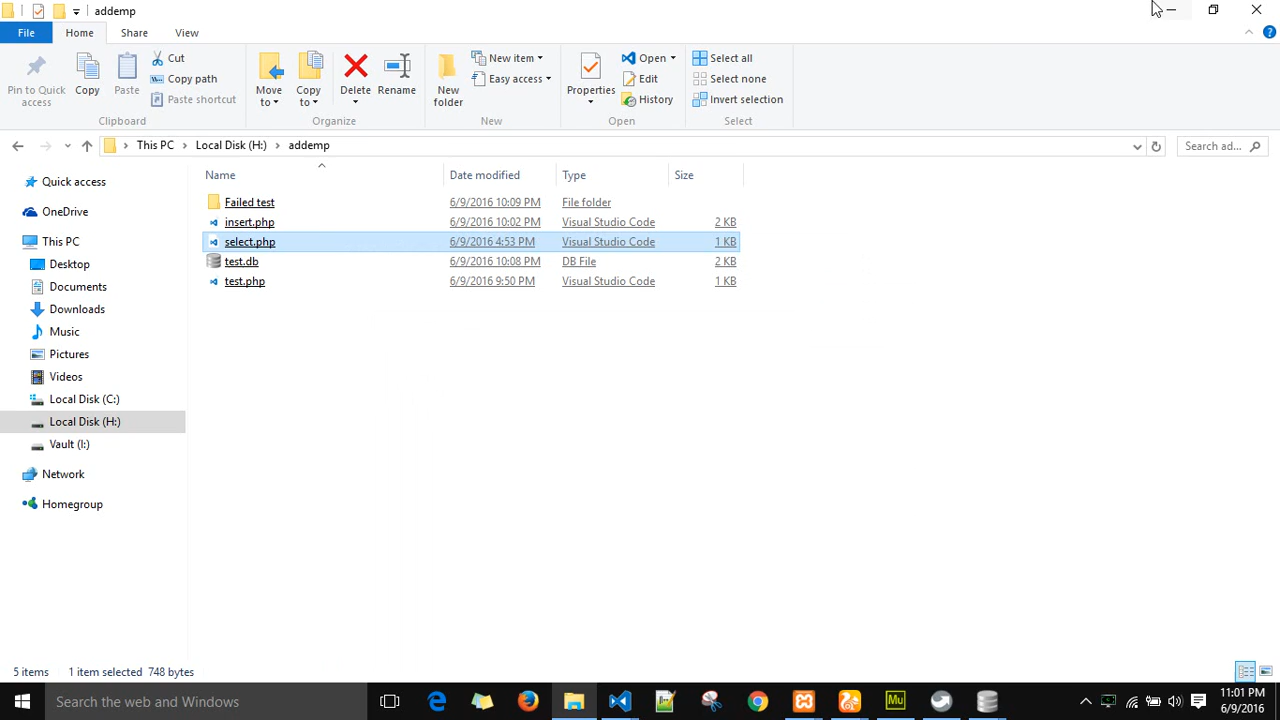 addemp
File Home Share View
Pin to Quick access
Copy
Paste
Cut
Copy path
Paste shortcut
Clipboard
Move to
Copy to
Delete
Rename
Organize
New folder
New item
Easy access
New
Properties
Open
Edit
History
Open
Select all
Select none
Invert selection
Select
This PC Local Disk (H:) addemp
Search ad...
Name Date modified Type Size
Failed test 6/9/2016 10:09 PM File folder
insert.php 6/9/2016 10:02 PM Visual Studio Code 2 KB
select.php 6/9/2016 4:53 PM Visual Studio Code 1 KB
test.db 6/9/2016 10:08 PM DB File 2 KB
test.php 6/9/2016 9:50 PM Visual Studio Code 1 KB
Quick access
OneDrive
This PC
Desktop
Documents
Downloads
Music
Pictures
Videos
Local Disk (C:)
Local Disk (H:)
Vault (I:)
Network
Homegroup
5 items 1 item selected 748 bytes
Search the web and Windows
Mu
11:01 PM
6/9/2016